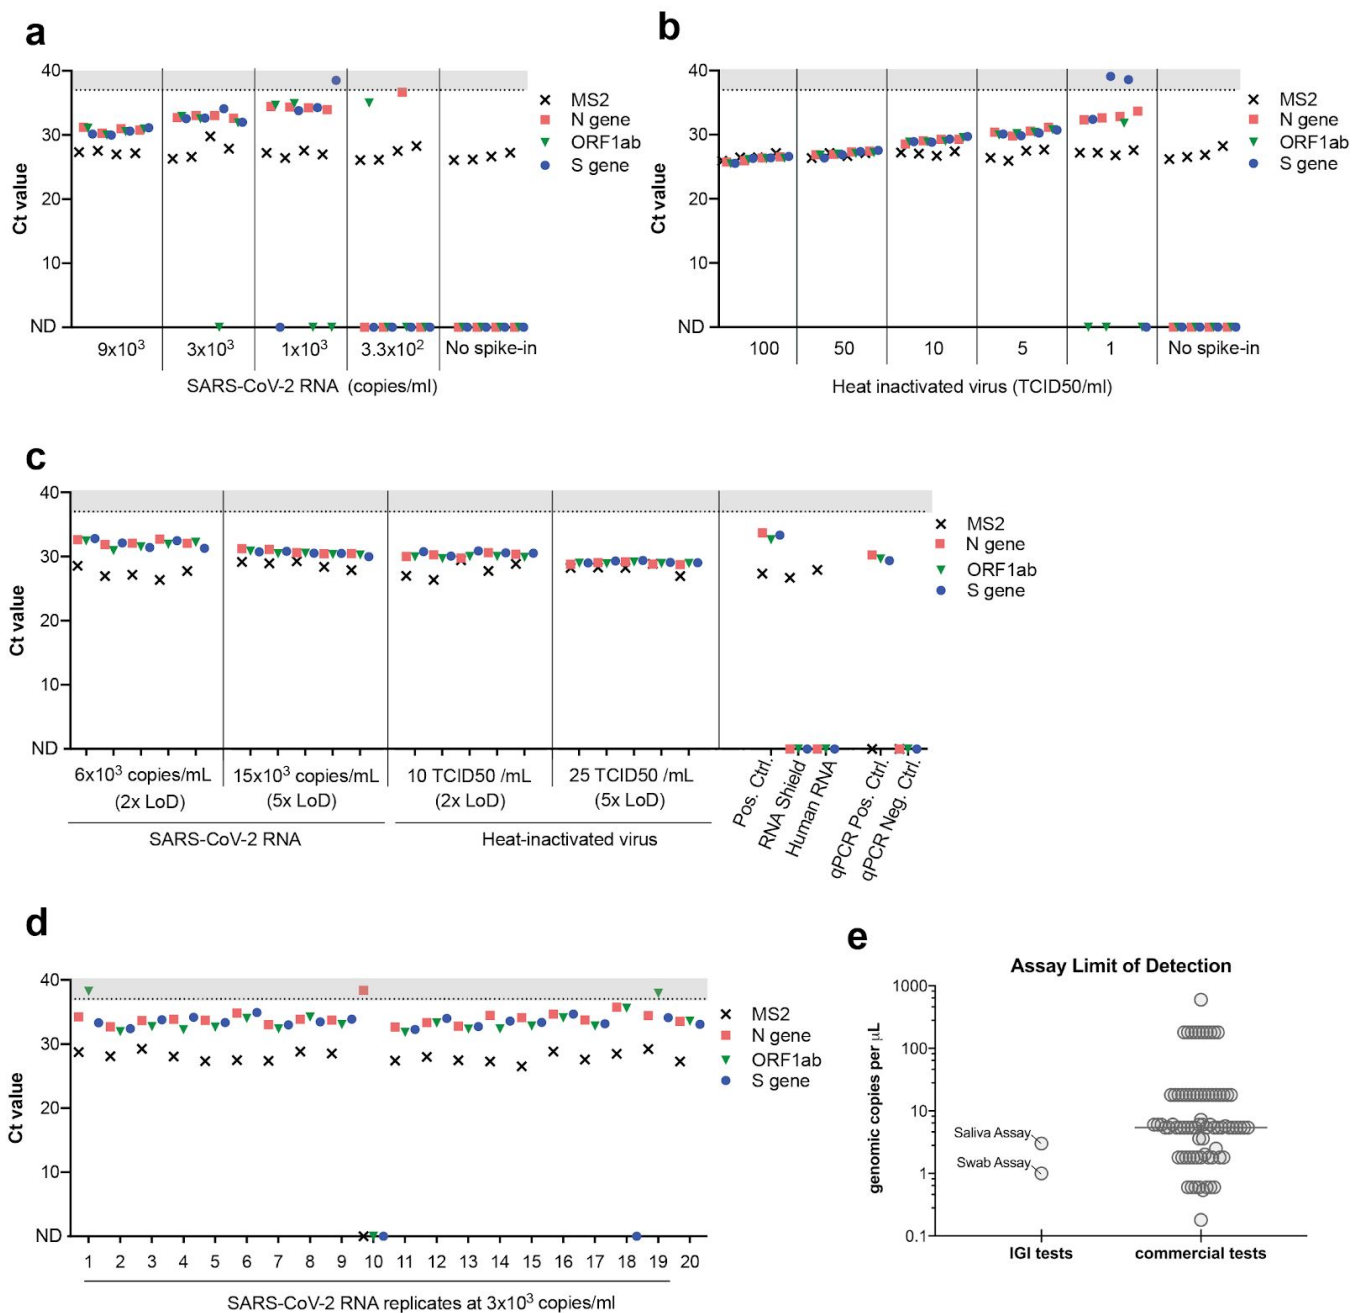 a
40
30
20
10
ND
Ct value
MS2
N gene
ORF1ab
S gene
9x10³ 3x10³ 1x10³ 3.3x10² No spike-in
SARS-CoV-2 RNA (copies/ml)
b
40
30
20
10
ND
Ct value
MS2
N gene
ORF1ab
S gene
100 50 10 5 1 No spike-in
Heat inactivated virus (TCID50/ml)
c
40
30
20
10
ND
Ct value
MS2
N gene
ORF1ab
S gene
6x10³ copies/mL 15x10³ copies/mL 10 TCID50 /mL 25 TCID50 /mL
(2x LoD) (5x LoD) (2x LoD) (5x LoD)
SARS-CoV-2 RNA Heat-inactivated virus
Pos. Ctrl.
RNA Shield
Human RNA
qPCR Pos. Ctrl.
qPCR Neg. Ctrl.
d
40
30
20
10
ND
Ct value
MS2
N gene
ORF1ab
S gene
1 2 3 4 5 6 7 8 9 10 11 12 13 14 15 16 17 18 19 20
SARS-CoV-2 RNA replicates at 3x10³ copies/ml
e
Assay Limit of Detection
1000
100
10
1
0.1
genomic copies per µL
Saliva Assay
Swab Assay
IGI tests commercial tests